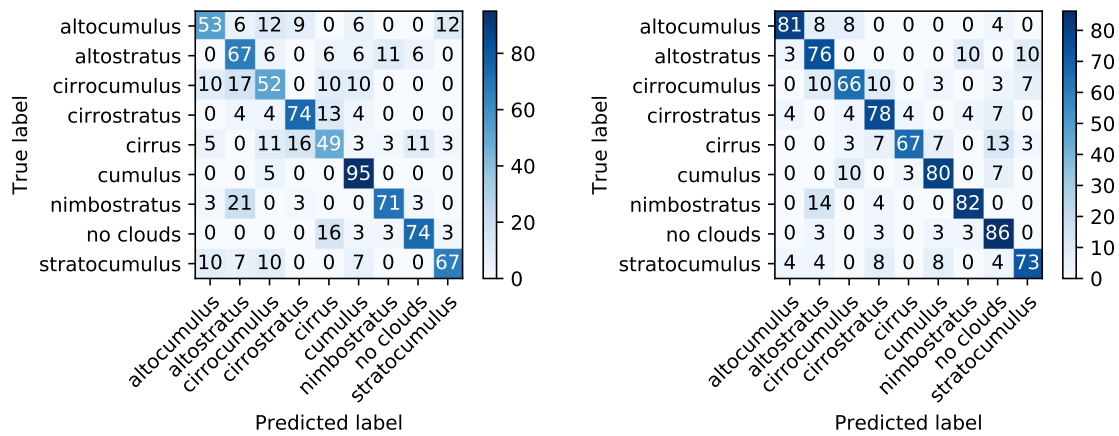 True label
altocumulus 53 6 12 9 0 6 0 0 12
altostratus 0 67 6 0 6 6 11 6 0
cirrocumulus 10 17 52 0 10 10 0 0 0
cirrostratus 0 4 4 74 13 4 0 0 0
cirrus 5 0 11 16 49 3 3 11 3
cumulus 0 0 5 0 0 95 0 0 0
nimbostratus 3 21 0 3 0 0 71 3 0
no clouds 0 0 0 0 16 3 3 74 3
stratocumulus 10 7 10 0 0 7 0 0 67
altocumulus
altostratus
cirrocumulus
cirrostratus
cirrus
cumulus
nimbostratus
no clouds
stratocumulus
Predicted label
80
60
40
20
0
True label
altocumulus 81 8 8 0 0 0 0 4 0
altostratus 3 76 0 0 0 0 10 0 10
cirrocumulus 0 10 66 10 0 3 0 3 7
cirrostratus 4 0 4 78 4 0 4 7 0
cirrus 0 0 3 7 67 7 0 13 3
cumulus 0 0 10 0 3 80 0 7 0
nimbostratus 0 14 0 4 0 0 82 0 0
no clouds 0 3 0 3 0 3 3 86 0
stratocumulus 4 4 0 8 0 8 0 4 73
altocumulus
altostratus
cirrocumulus
cirrostratus
cirrus
cumulus
nimbostratus
no clouds
stratocumulus
Predicted label
80
70
60
50
40
30
20
10
0